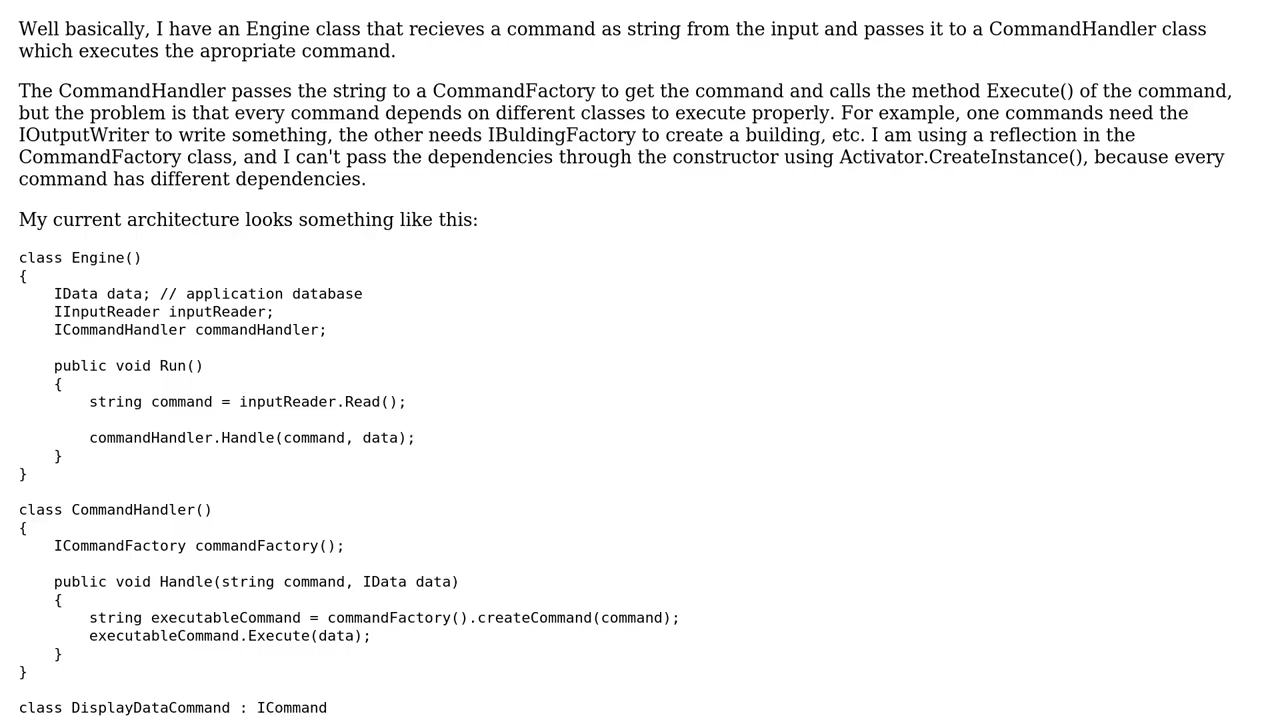 Well basically, I have an Engine class that recieves a command as string from the input and passes it to a CommandHandler class
which executes the apropriate command.
The CommandHandler passes the string to a CommandFactory to get the command and calls the method Execute() of the command,
but the problem is that every command depends on different classes to execute properly. For example, one commands need the
IOutputWriter to write something, the other needs IBuldingFactory to create a building, etc. I am using a reflection in the
CommandFactory class, and I can't pass the dependencies through the constructor using Activator.CreateInstance(), because every
command has different dependencies.
My current architecture looks something like this:
class Engine()
{
    IData data; // application database
    IInputReader inputReader;
    ICommandHandler commandHandler;
    public void Run()
    {
        string command = inputReader.Read();
        commandHandler.Handle(command, data);
    }
}
class CommandHandler()
{
    ICommandFactory commandFactory();
    public void Handle(string command, IData data)
    {
        string executableCommand = commandFactory().createCommand(command);
        executableCommand.Execute(data);
    }
}
class DisplayDataCommand : ICommand